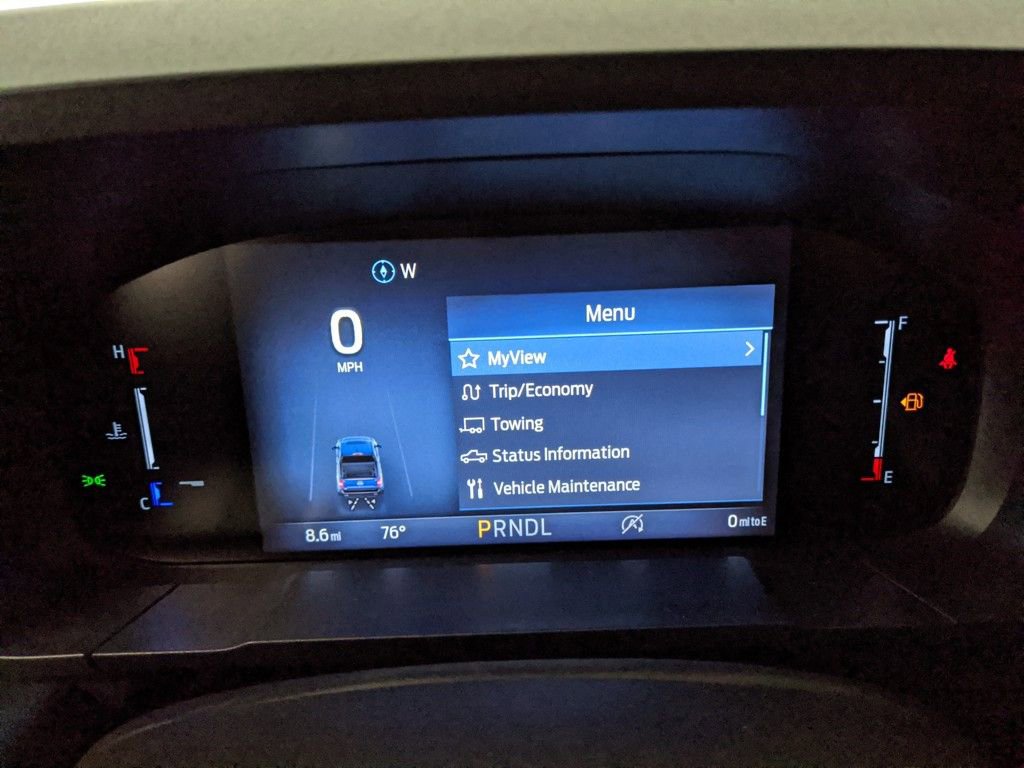 W
0
MPH
Menu
MyView
Trip/Economy
Towing
Status Information
Vehicle Maintenance
H
C
F
E
8.6 mi 76° PRNDL 0 mi to E